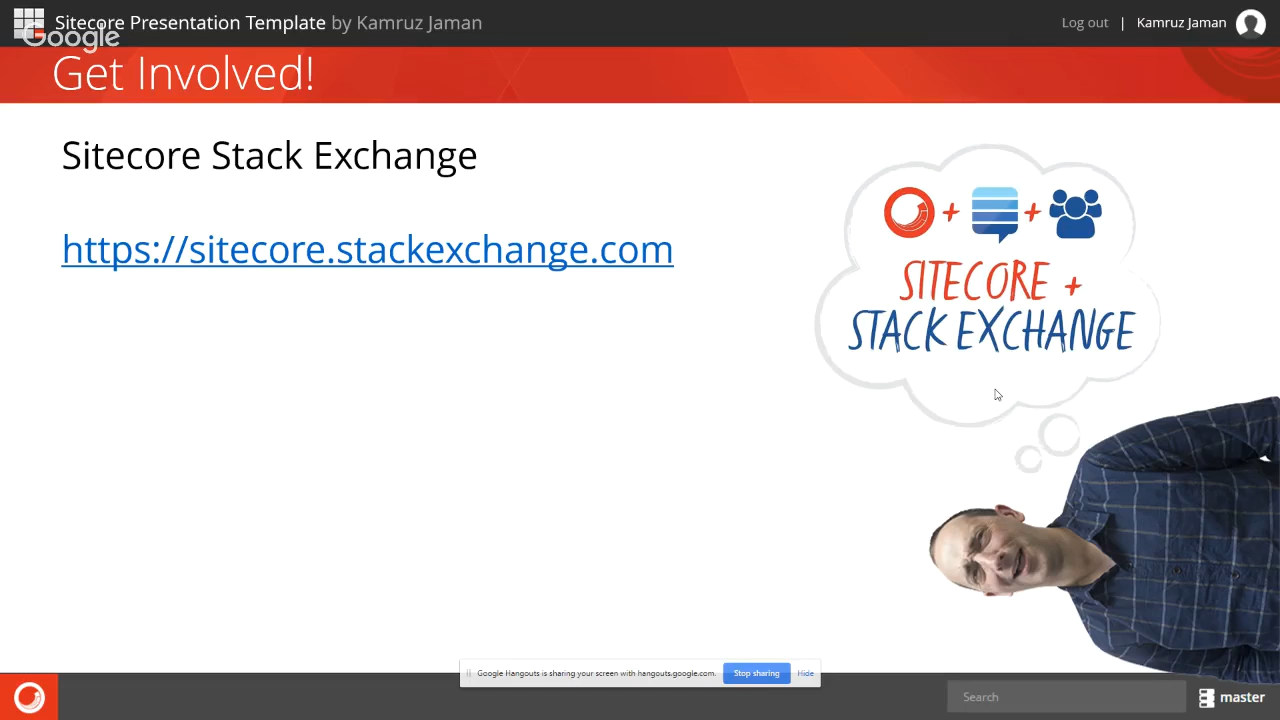 Sitecore Presentation Template by Kamruz Jaman
Log out | Kamruz Jaman
Google
Get Involved!
Sitecore Stack Exchange
https://sitecore.stackexchange.com
SITECORE +
STACK EXCHANGE
Google Hangouts is sharing your screen with hangouts.google.com. Stop sharing Hide
Search
master